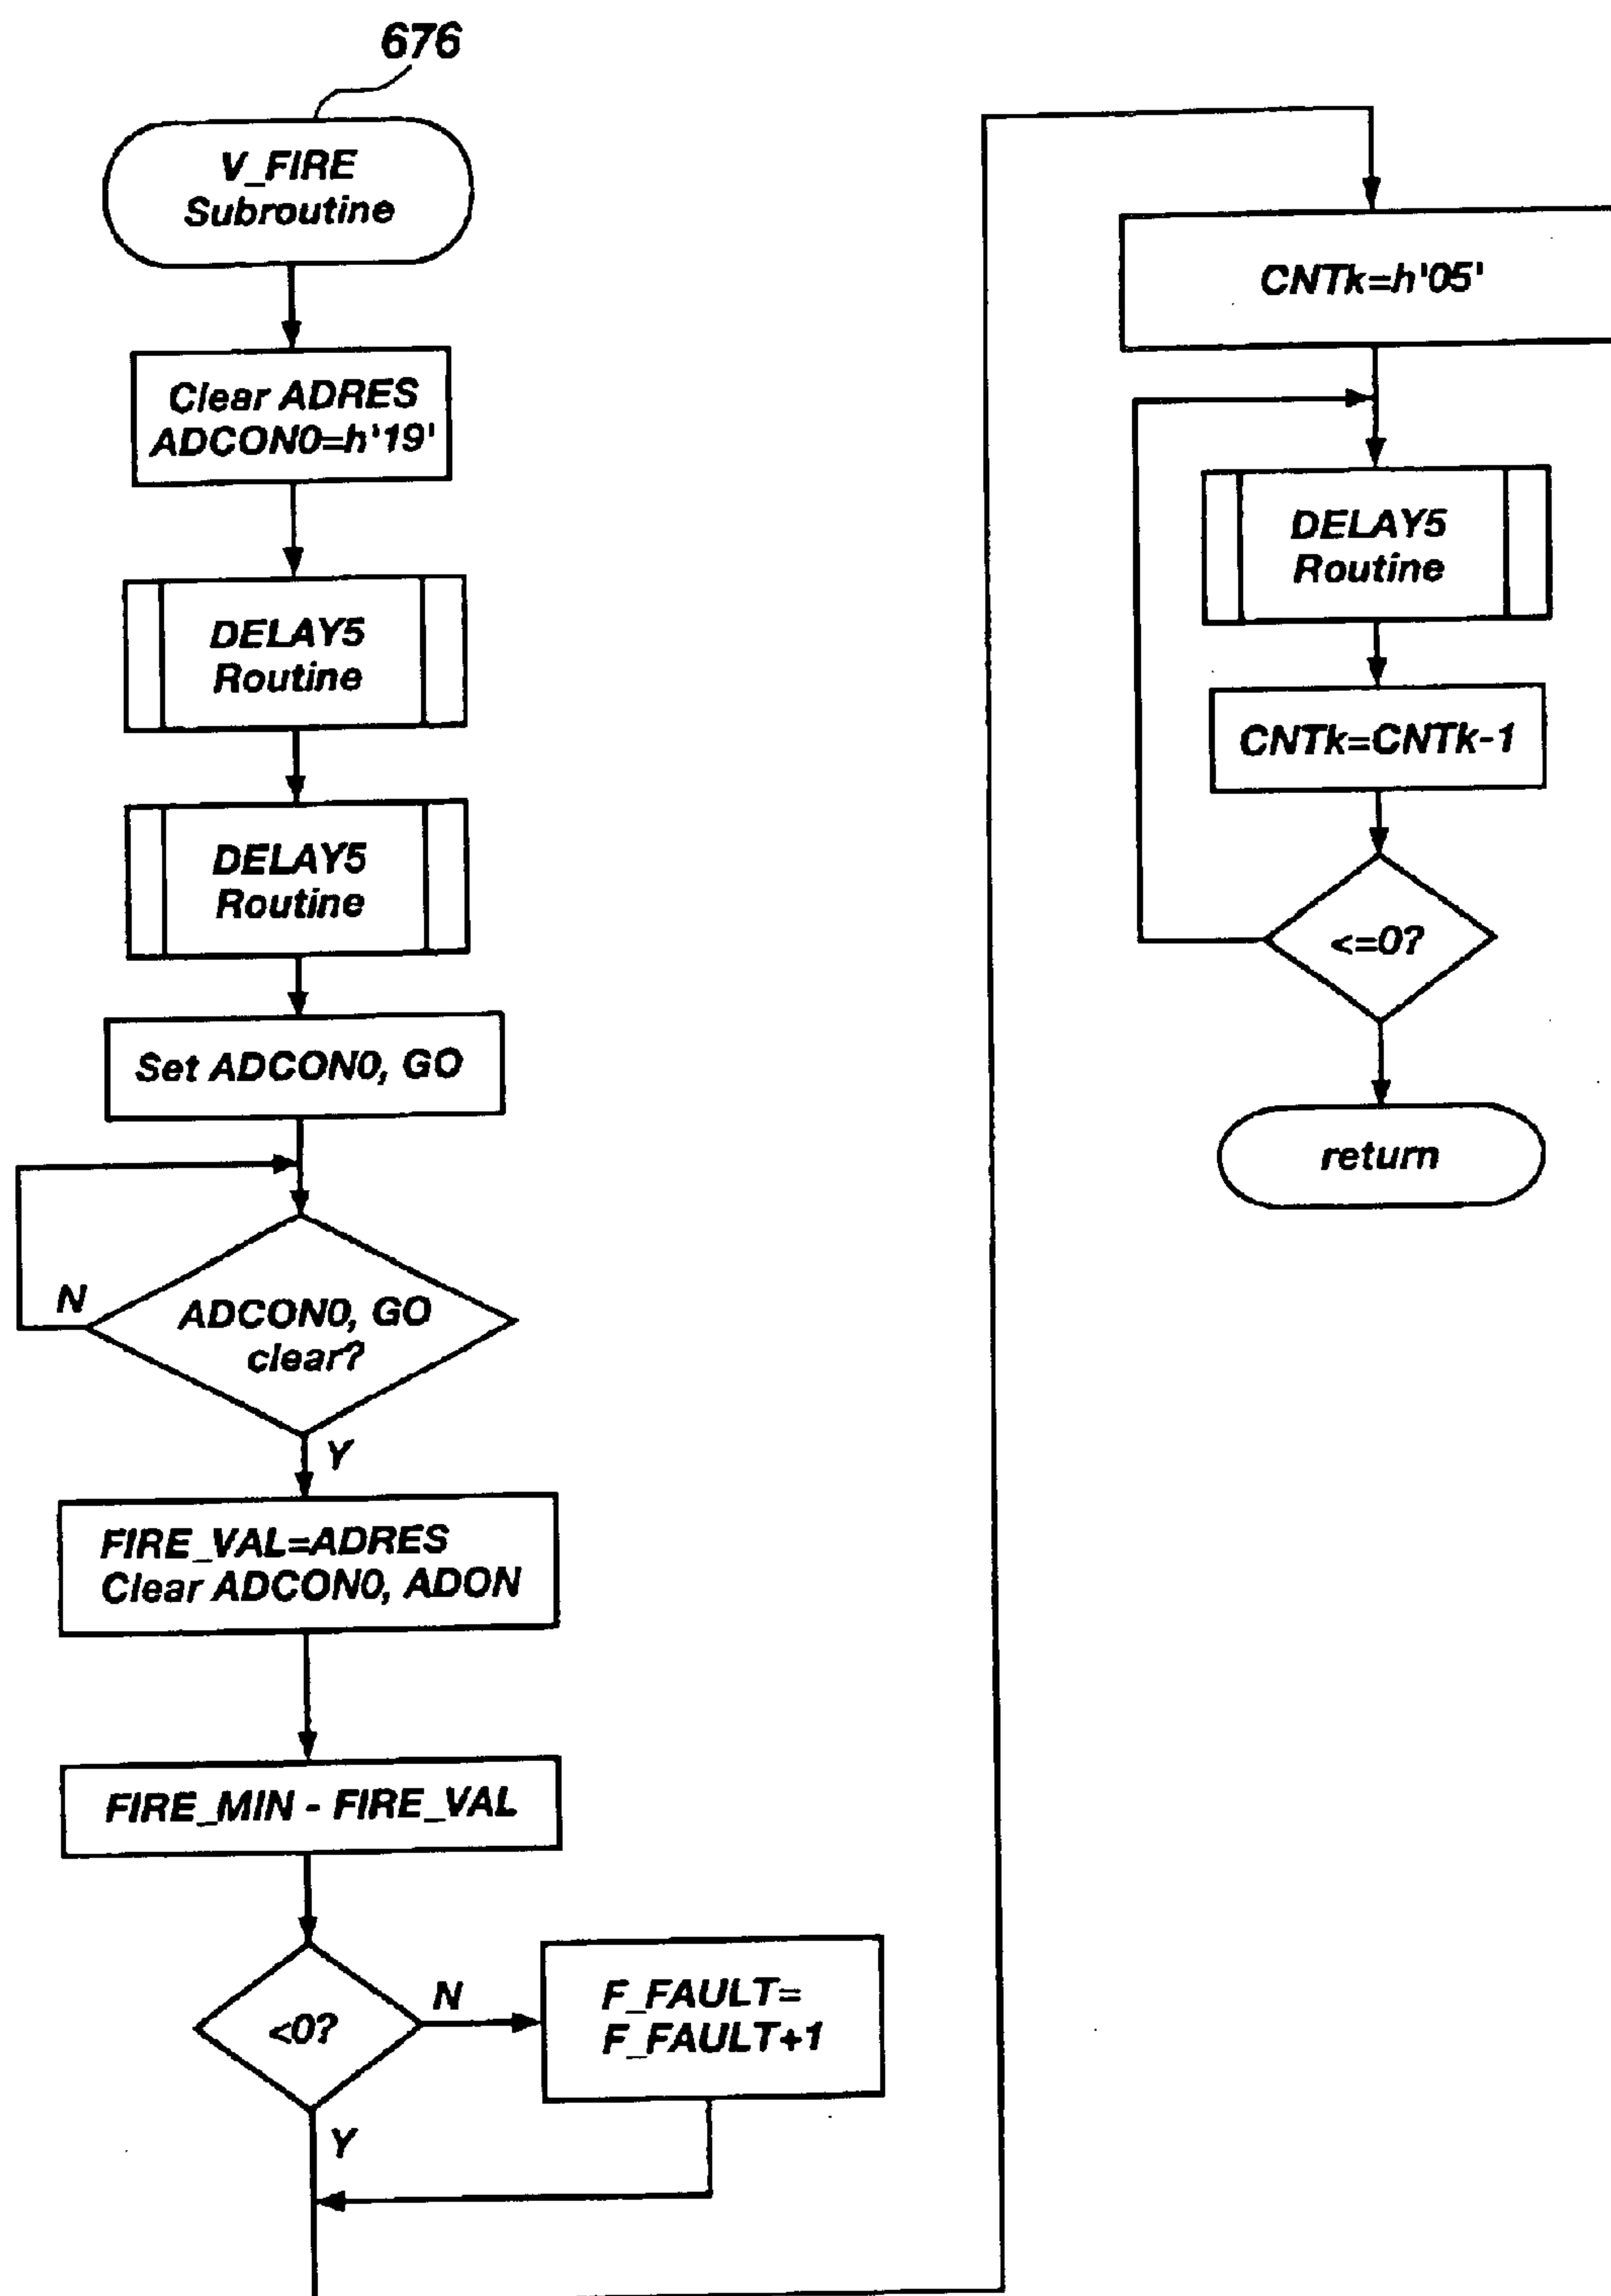 676
V_FIRE
Subroutine
Clear ADRES
ADCON0=h'19'
DELAY5
Routine
DELAY5
Routine
Set ADCON0, GO
N
ADCON0, GO
clear?
Y
FIRE_VAL=ADRES
Clear ADCON0, ADON
FIRE_MIN - FIRE_VAL
<0?
N
F_FAULT=
F_FAULT+1
Y
CNTk=h'05'
DELAY5
Routine
CNTk=CNTk-1
<=0?
return